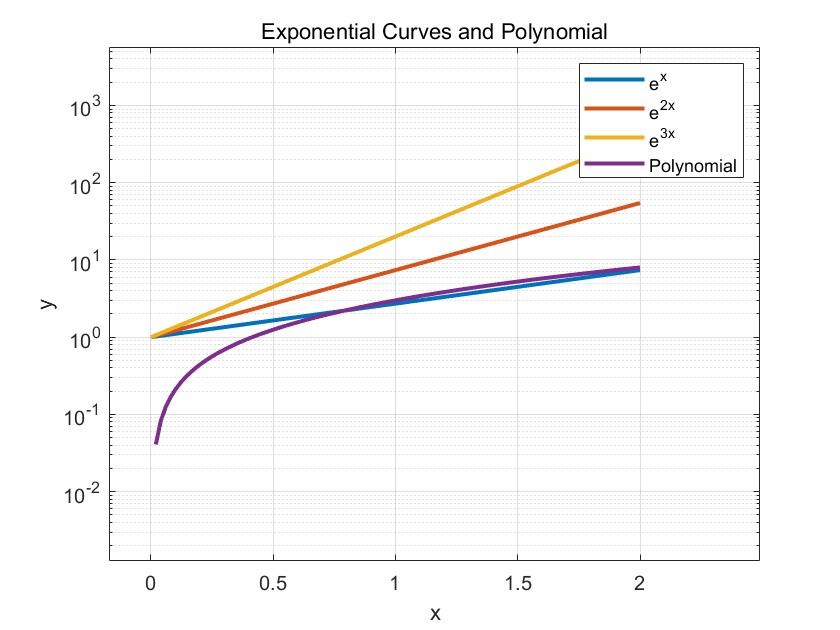 Exponential Curves and Polynomial
e^x
e^2x
e^3x
Polynomial
10^3
10^2
10^1
10^0
10^-1
10^-2
y
0 0.5 1 1.5 2
x